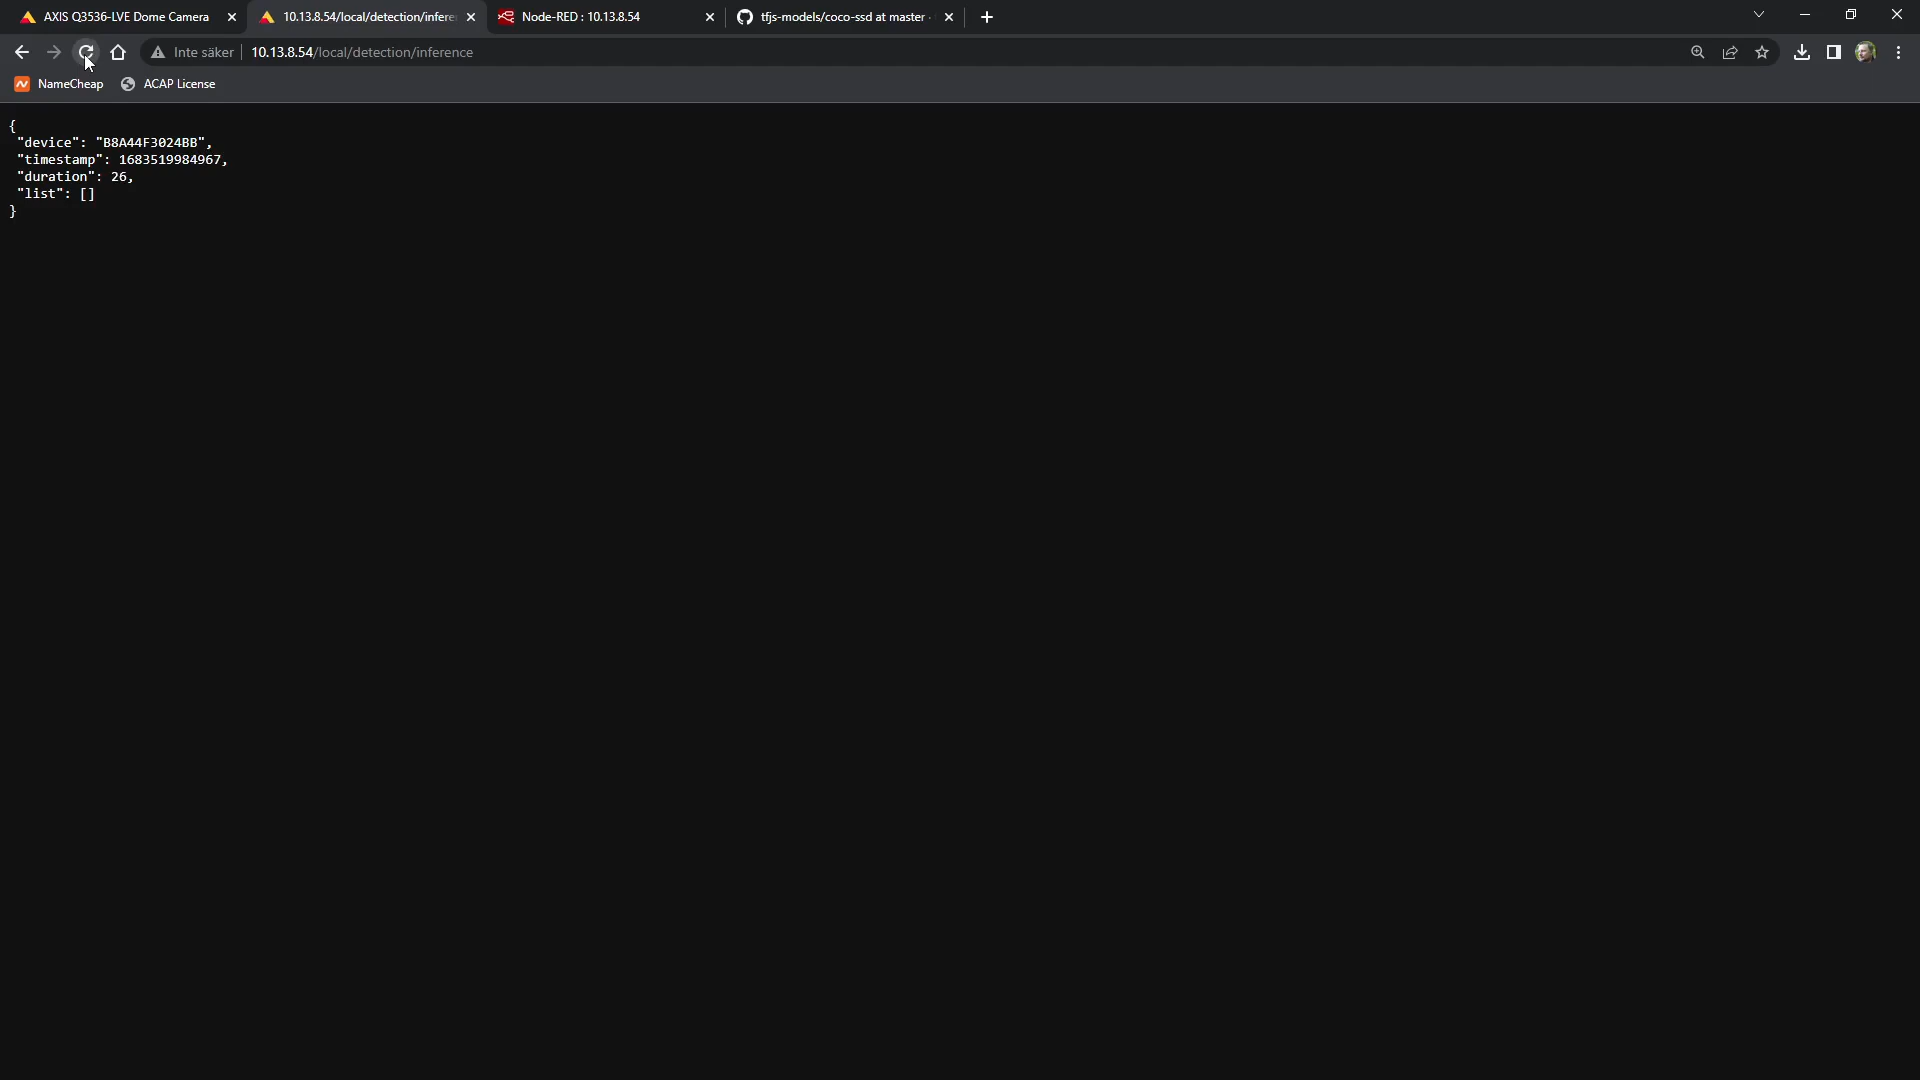 AXIS Q3536-LVE Dome Camera
10.13.8.54/local/detection/infere
Node-RED : 10.13.8.54
tfjs-models/coco-ssd at master ·
Inte säker
10.13.8.54/local/detection/inference
NameCheap
ACAP License
{
"device": "B8A44F3024BB",
"timestamp": 1683519984967,
"duration": 26,
"list": []
}